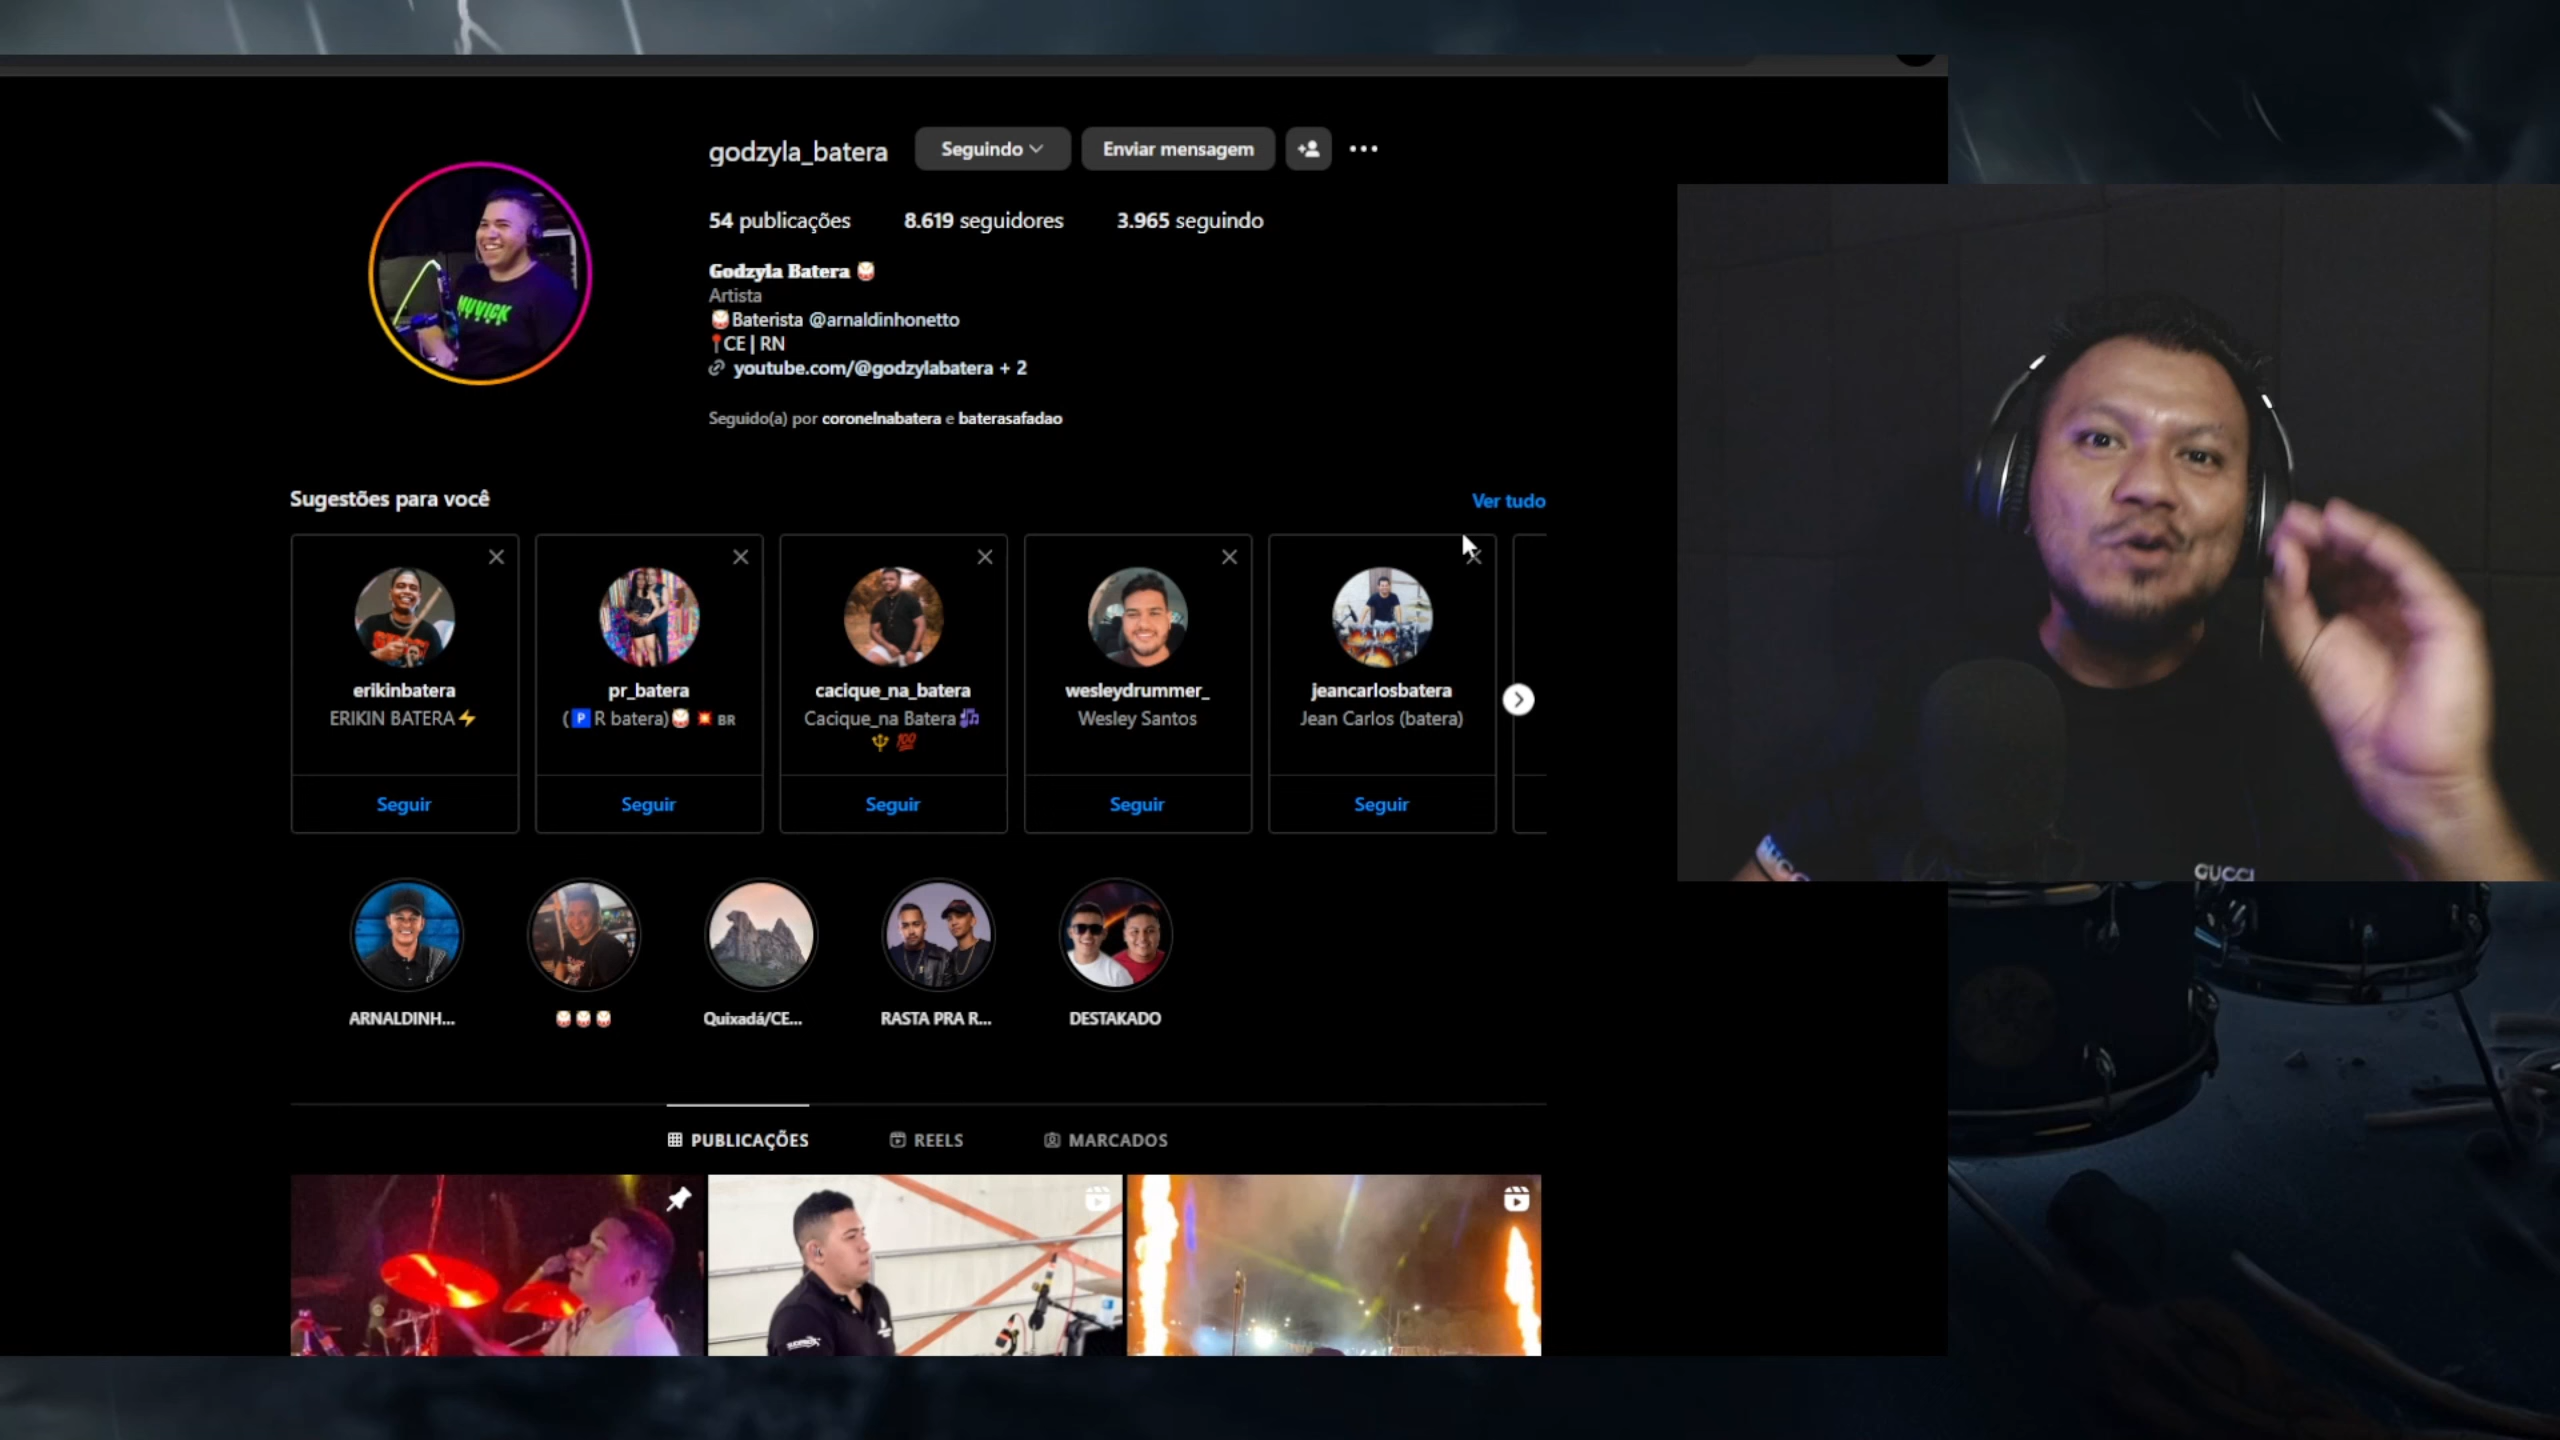 godzyla_batera
Seguindo
Enviar mensagem
54 publicações
8.619 seguidores
3.965 seguindo
Godzyla Batera 🥁
Artista
🥁Baterista @arnaldinhonetto
📍CE | RN
youtube.com/@godzylabatera + 2
Seguido(a) por coronelnabatera e baterasafadao
Sugestões para você
Ver tudo
erikinbatera
ERIKIN BATERA⚡
Seguir
pr_batera
(🅿️R batera)🥁 💥 BR
Seguir
cacique_na_batera
Cacique_na Batera🎶
🔱 💯
Seguir
wesleydrummer_
Wesley Santos
Seguir
jeancarlosbatera
Jean Carlos (batera)
Seguir
ARNALDINH...
🥁🥁🥁
Quixadá/CE...
RASTA PRA R...
DESTAKADO
PUBLICAÇÕES
REELS
MARCADOS
GUCCI